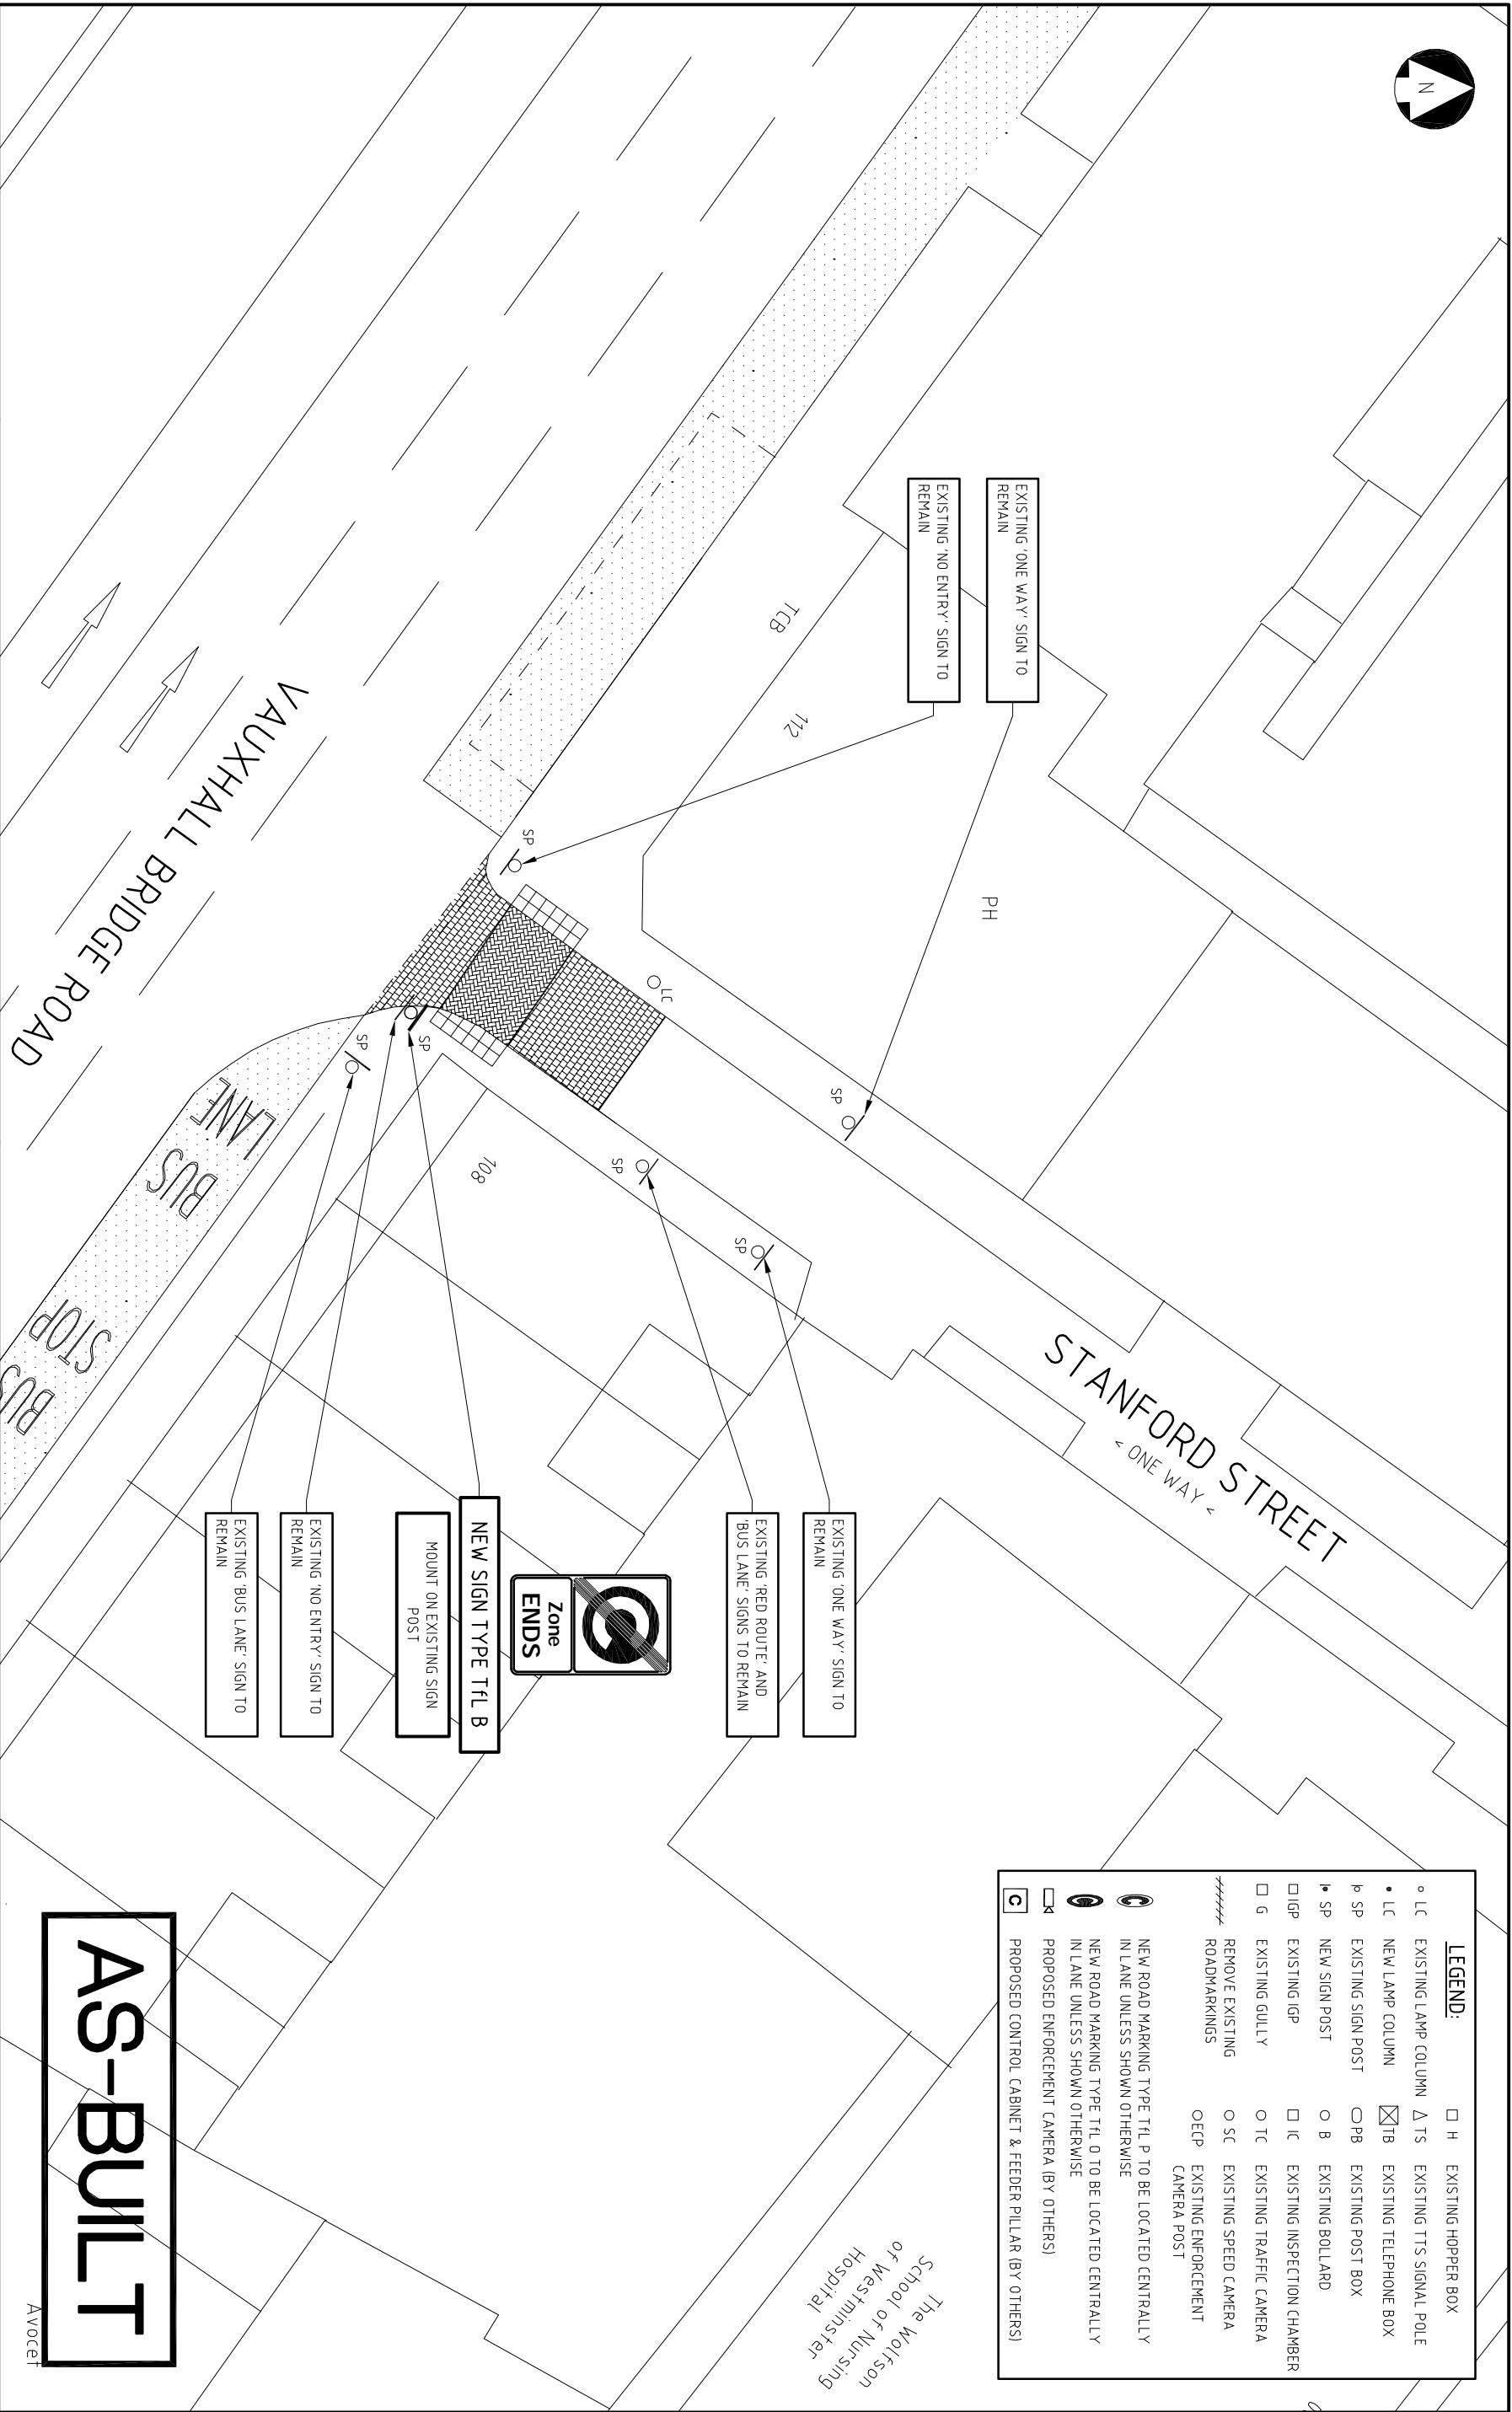 N
LEGEND:
LC EXISTING LAMP COLUMN
LC NEW LAMP COLUMN
SP EXISTING SIGN POST
SP NEW SIGN POST
IGP EXISTING IGP
G EXISTING GULLY
REMOVE EXISTING
ROADMARKINGS
H EXISTING HOPPER BOX
TS EXISTING TTS SIGNAL POLE
TB EXISTING TELEPHONE BOX
PB EXISTING POST BOX
B EXISTING BOLLARD
IC EXISTING INSPECTION CHAMBER
TC EXISTING TRAFFIC CAMERA
SC EXISTING SPEED CAMERA
ECP EXISTING ENFORCEMENT
CAMERA POST
C NEW ROAD MARKING TYPE TfL P TO BE LOCATED CENTRALLY
IN LANE UNLESS SHOWN OTHERWISE
NEW ROAD MARKING TYPE TfL O TO BE LOCATED CENTRALLY
IN LANE UNLESS SHOWN OTHERWISE
PROPOSED ENFORCEMENT CAMERA (BY OTHERS)
C PROPOSED CONTROL CABINET & FEEDER PILLAR (BY OTHERS)
EXISTING 'ONE WAY' SIGN TO
REMAIN
EXISTING 'NO ENTRY' SIGN TO
REMAIN
TCB
112
PH
STANFORD STREET
< ONE WAY <
SP
LC
SP
SP
SP
SP
SP
108
EXISTING 'ONE WAY' SIGN TO
REMAIN
EXISTING 'RED ROUTE' AND
'BUS LANE' SIGNS TO REMAIN
C
Zone
ENDS
NEW SIGN TYPE TfL B
MOUNT ON EXISTING SIGN
POST
EXISTING 'NO ENTRY' SIGN TO
REMAIN
EXISTING 'BUS LANE' SIGN TO
REMAIN
VAUXHALL BRIDGE ROAD
LANE
BUS
STOP
BUS
The Wolfson
School of Nursing
of Westminster
Hospital
AS-BUILT
Avocet